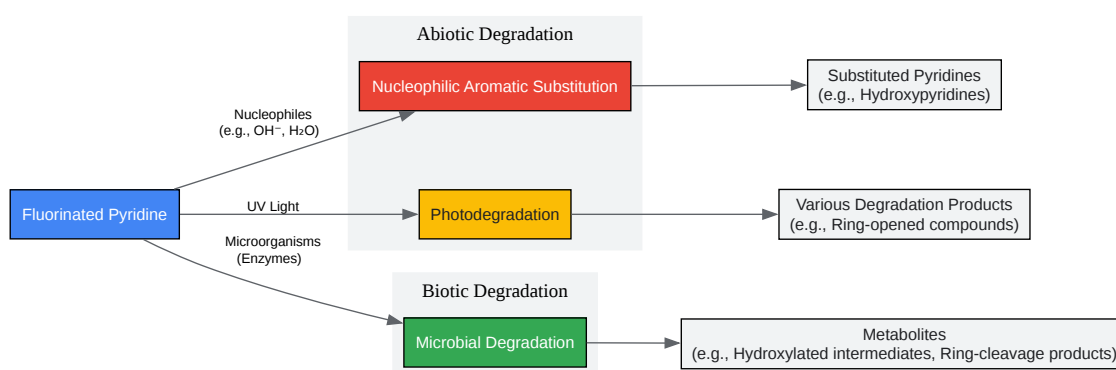 Abiotic Degradation
Nucleophilic Aromatic Substitution
Substituted Pyridines
(e.g., Hydroxypyridines)
Nucleophiles
(e.g., OH⁻, H₂O)
Fluorinated Pyridine
UV Light
Photodegradation
Various Degradation Products
(e.g., Ring-opened compounds)
Microorganisms
(Enzymes)
Biotic Degradation
Microbial Degradation
Metabolites
(e.g., Hydroxylated intermediates, Ring-cleavage products)